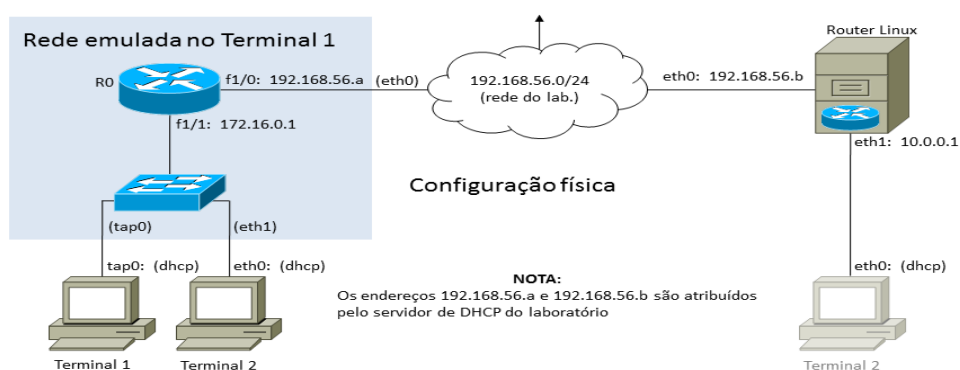 Rede emulada no Terminal 1
R0
f1/0: 192.168.56.a (eth0)
f1/1: 172.16.0.1
(tap0)
(eth1)
tap0: (dhcp)
eth0: (dhcp)
Terminal 1
Terminal 2
192.168.56.0/24
(rede do lab.)
Configuração física
NOTA:
Os endereços 192.168.56.a e 192.168.56.b são atribuídos
pelo servidor de DHCP do laboratório
Router Linux
eth0: 192.168.56.b
eth1: 10.0.0.1
eth0: (dhcp)
Terminal 2